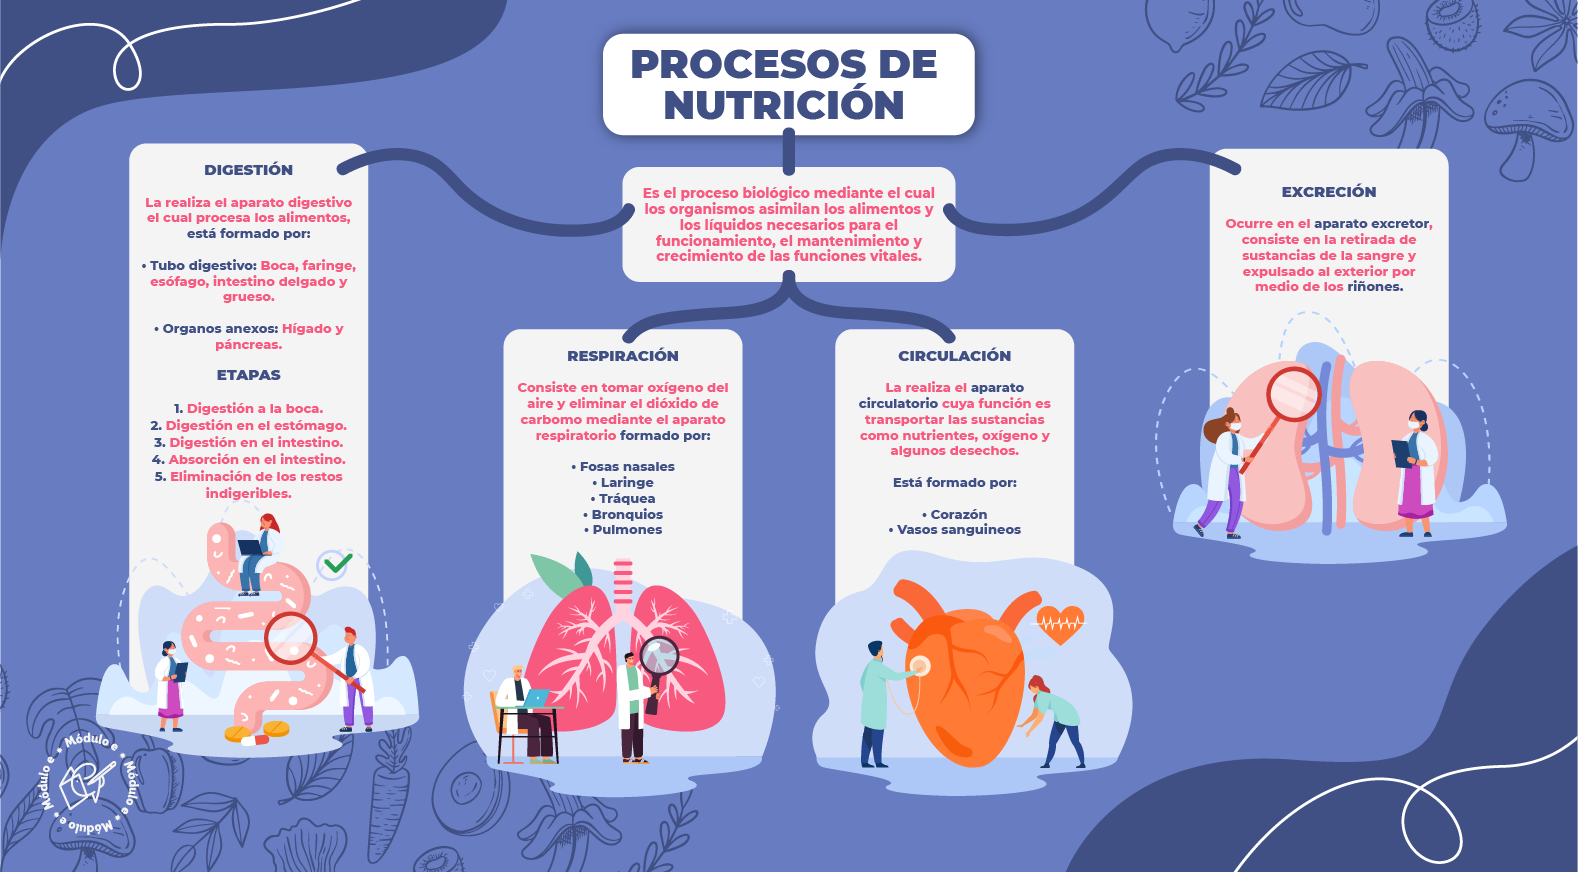 PROCESOS DE
NUTRICIÓN
Es el proceso biológico mediante el cual
los organismos asimilan los alimentos y
los líquidos necesarios para el
funcionamiento, el mantenimiento y
crecimiento de las funciones vitales.
DIGESTIÓN
La realiza el aparato digestivo
el cual procesa los alimentos,
está formado por:
• Tubo digestivo: Boca, faringe,
esófago, intestino delgado y
grueso.
• Organos anexos: Hígado y
páncreas.
ETAPAS
1. Digestión a la boca.
2. Digestión en el estómago.
3. Digestión en el intestino.
4. Absorción en el intestino.
5. Eliminación de los restos
indigeribles.
RESPIRACIÓN
Consiste en tomar oxígeno del
aire y eliminar el dióxido de
carbomo mediante el aparato
respiratorio formado por:
• Fosas nasales
• Laringe
• Tráquea
• Bronquios
• Pulmones
CIRCULACIÓN
La realiza el aparato
circulatorio cuya función es
transportar las sustancias
como nutrientes, oxígeno y
algunos desechos.
Está formado por:
• Corazón
• Vasos sanguineos
EXCRECIÓN
Ocurre en el aparato excretor,
consiste en la retirada de
sustancias de la sangre y
expulsado al exterior por
medio de los riñones.
Módulo e • Módulo e • Módulo e • Módulo e •